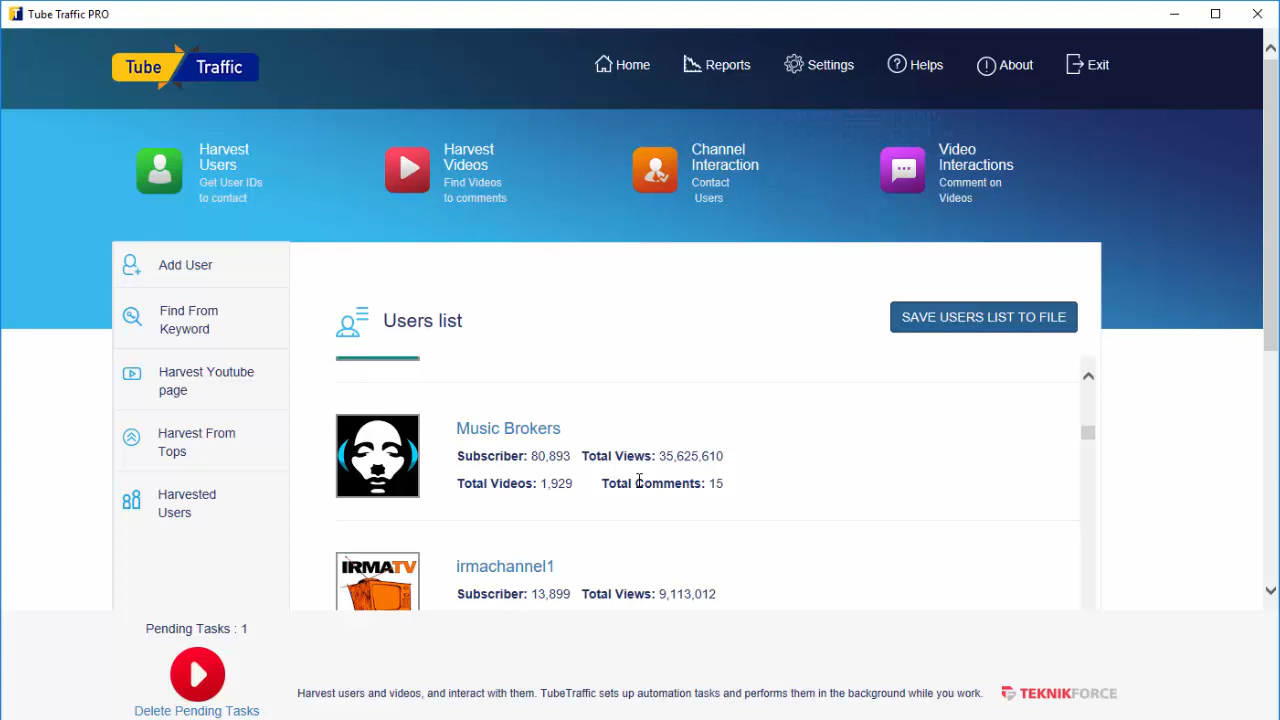 Tube Traffic PRO
Tube Traffic
Home
Reports
Settings
Helps
About
Exit
Harvest
Users
Get User IDs
to contact
Harvest
Videos
Find Videos
to comments
Channel
Interaction
Contact
Users
Video
Interactions
Comment on
Videos
Add User
Find From
Keyword
Harvest Youtube
page
Harvest From
Tops
Harvested
Users
Users list
SAVE USERS LIST TO FILE
Music Brokers
Subscriber: 80,893 Total Views: 35,625,610
Total Videos: 1,929 Total Comments: 15
IRMATV
irmachannel1
Subscriber: 13,899 Total Views: 9,113,012
Pending Tasks : 1
Delete Pending Tasks
Harvest users and videos, and interact with them. TubeTraffic sets up automation tasks and performs them in the background while you work.
TEKNIKFORCE